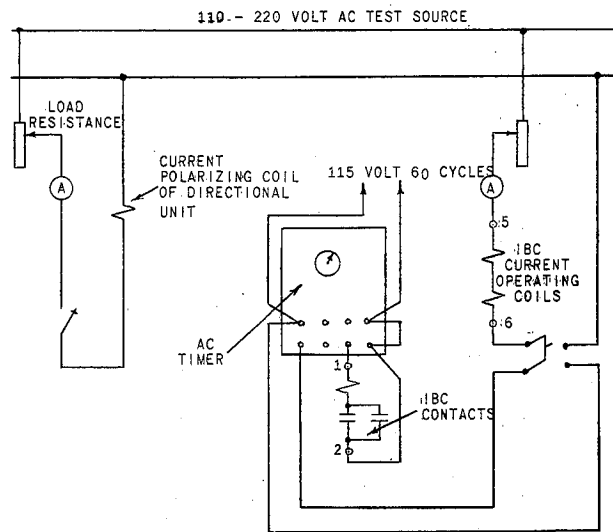 110 - 220 VOLT AC TEST SOURCE
LOAD
RESISTANCE
A
CURRENT
POLARIZING COIL
OF DIRECTIONAL
UNIT
115 VOLT 60 CYCLES
A
5
IBC
CURRENT
OPERATING
COILS
6
AC
TIMER
1
IBC
CONTACTS
2